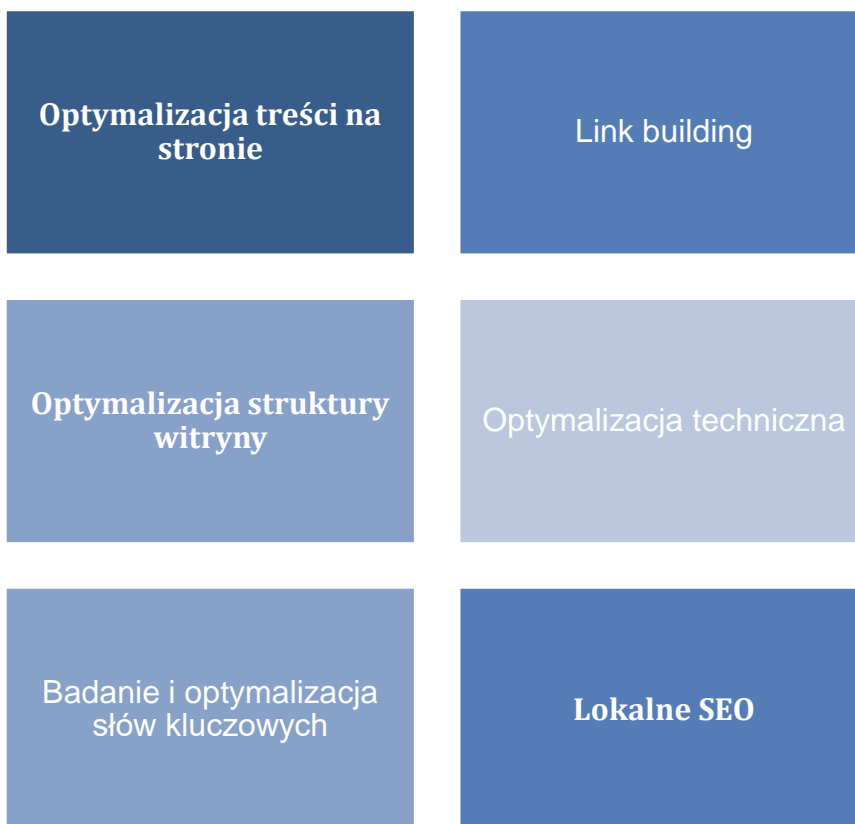 Optymalizacja treści na
stronie
Link building
Optymalizacja struktury
witryny
Optymalizacja techniczna
Badanie i optymalizacja
słów kluczowych
Lokalne SEO